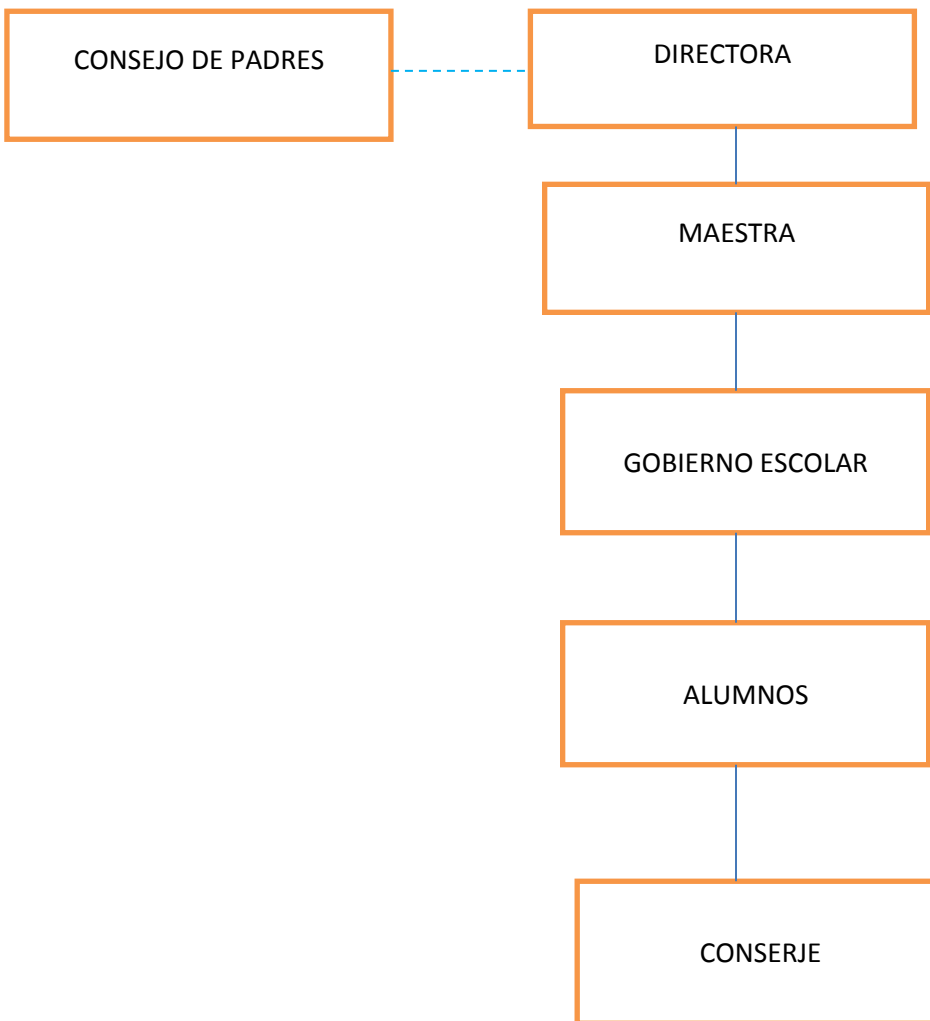 CONSEJO DE PADRES
DIRECTORA
MAESTRA
GOBIERNO ESCOLAR
ALUMNOS
CONSERJE